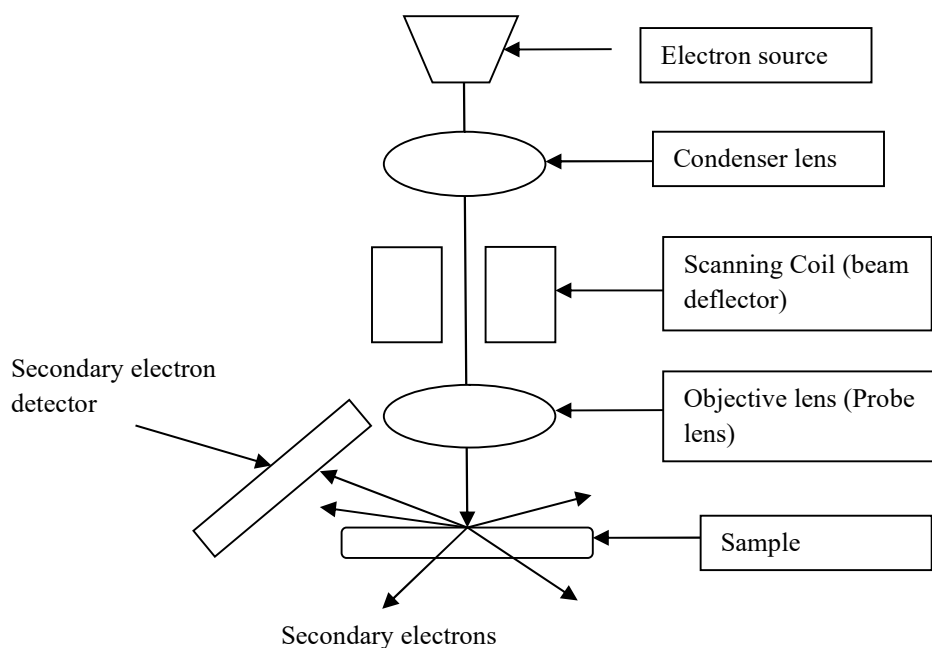 Electron source
Condenser lens
Scanning Coil (beam
deflector)
Secondary electron
detector
Objective lens (Probe
lens)
Sample
Secondary electrons